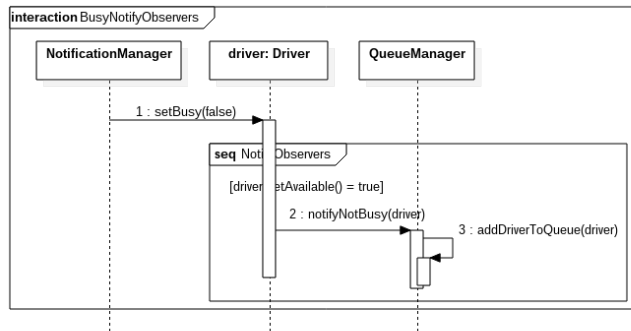 interaction BusyNotifyObservers
NotificationManager
driver: Driver
QueueManager
1 : setBusy(false)
seq Noti Observers
[driver etAvailable() = true]
2 : notifyNotBusy(driver)
3 : addDriverToQueue(driver)